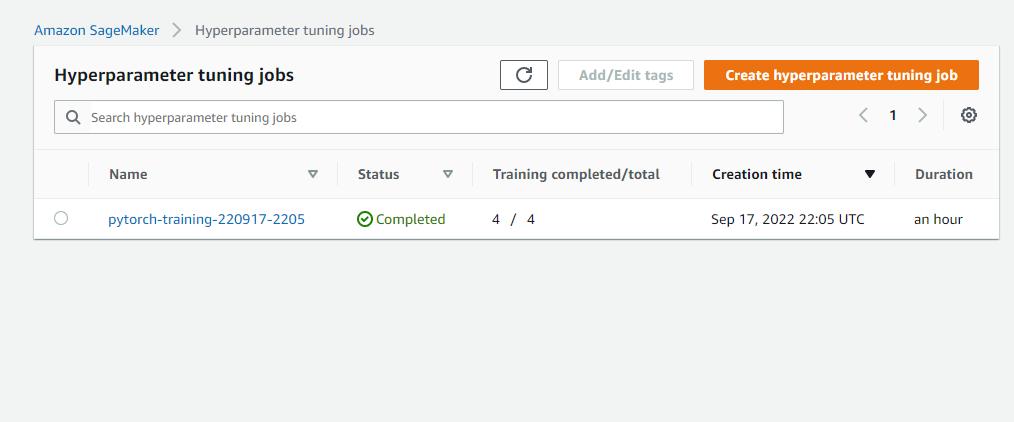 Amazon SageMaker > Hyperparameter tuning jobs
Hyperparameter tuning jobs
Add/Edit tags
Create hyperparameter tuning job
Search hyperparameter tuning jobs
1
Name Status Training completed/total Creation time Duration
pytorch-training-220917-2205 Completed 4 / 4 Sep 17, 2022 22:05 UTC an hour